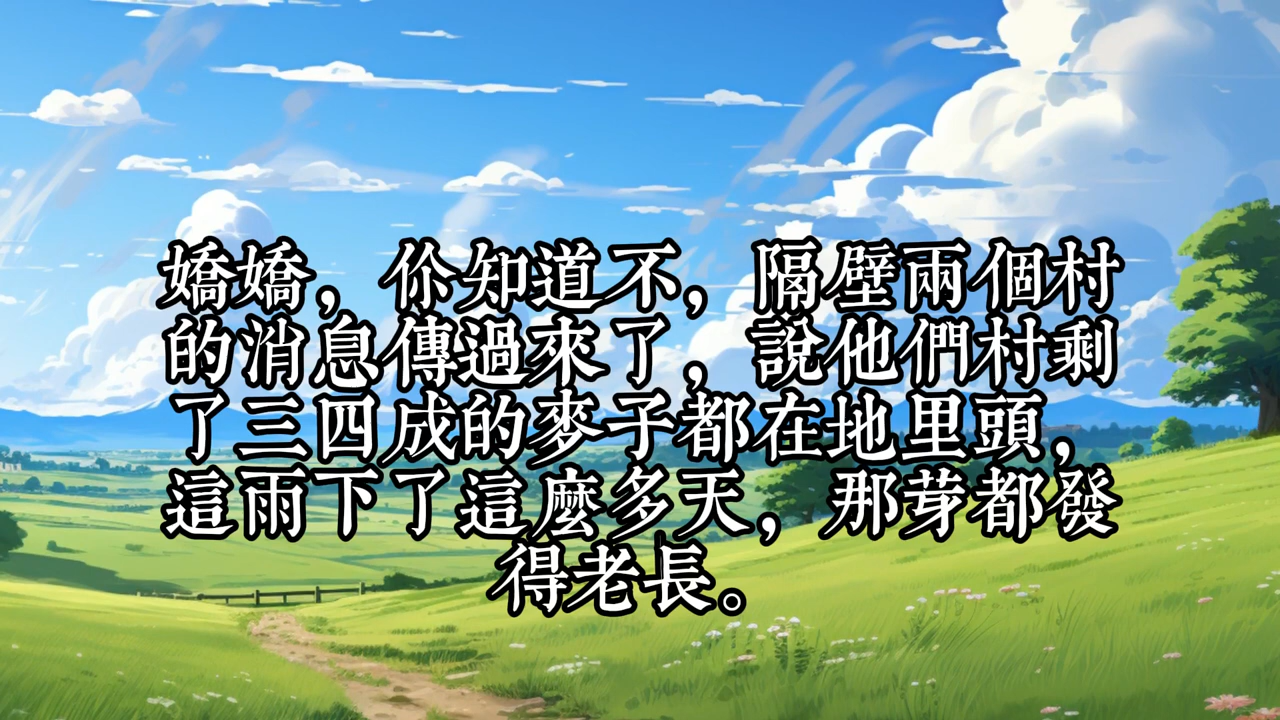 嬌嬌，你知道不，隔壁兩個村
的消息傳過來了，說他們村剩
了三四成的麥子都在地里頭，
這雨下了這麼多天，那芽都發
得老長。